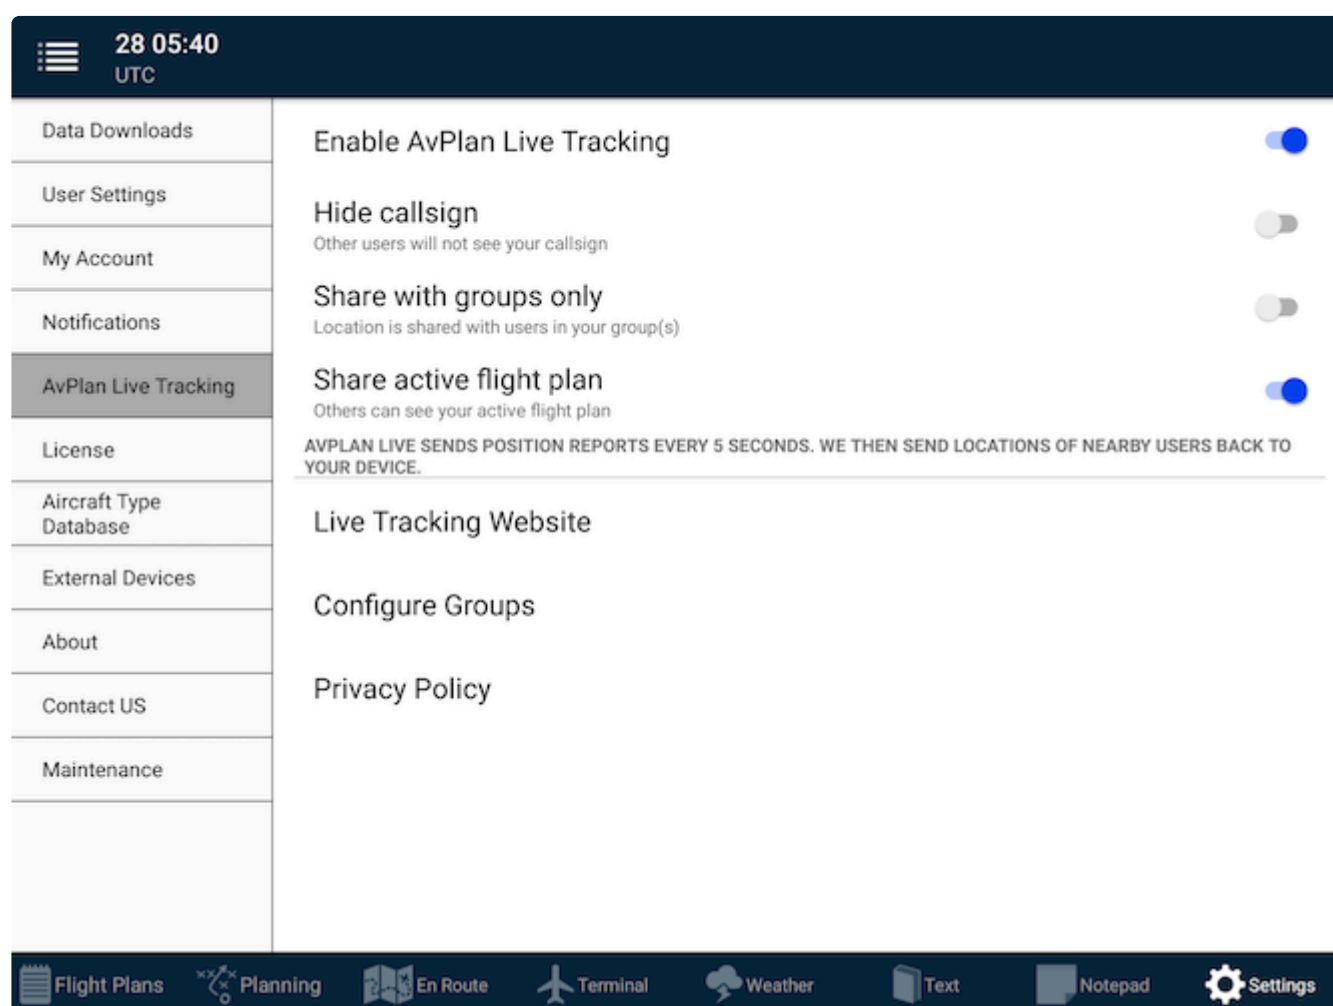 28 05:40
UTC
Data Downloads
User Settings
My Account
Notifications
AvPlan Live Tracking
License
Aircraft Type
Database
External Devices
About
Contact US
Maintenance
Enable AvPlan Live Tracking
Hide callsign
Other users will not see your callsign
Share with groups only
Location is shared with users in your group(s)
Share active flight plan
Others can see your active flight plan
AVPLAN LIVE SENDS POSITION REPORTS EVERY 5 SECONDS. WE THEN SEND LOCATIONS OF NEARBY USERS BACK TO
YOUR DEVICE.
Live Tracking Website
Configure Groups
Privacy Policy
Flight Plans
Planning
En Route
Terminal
Weather
Text
Notepad
Settings